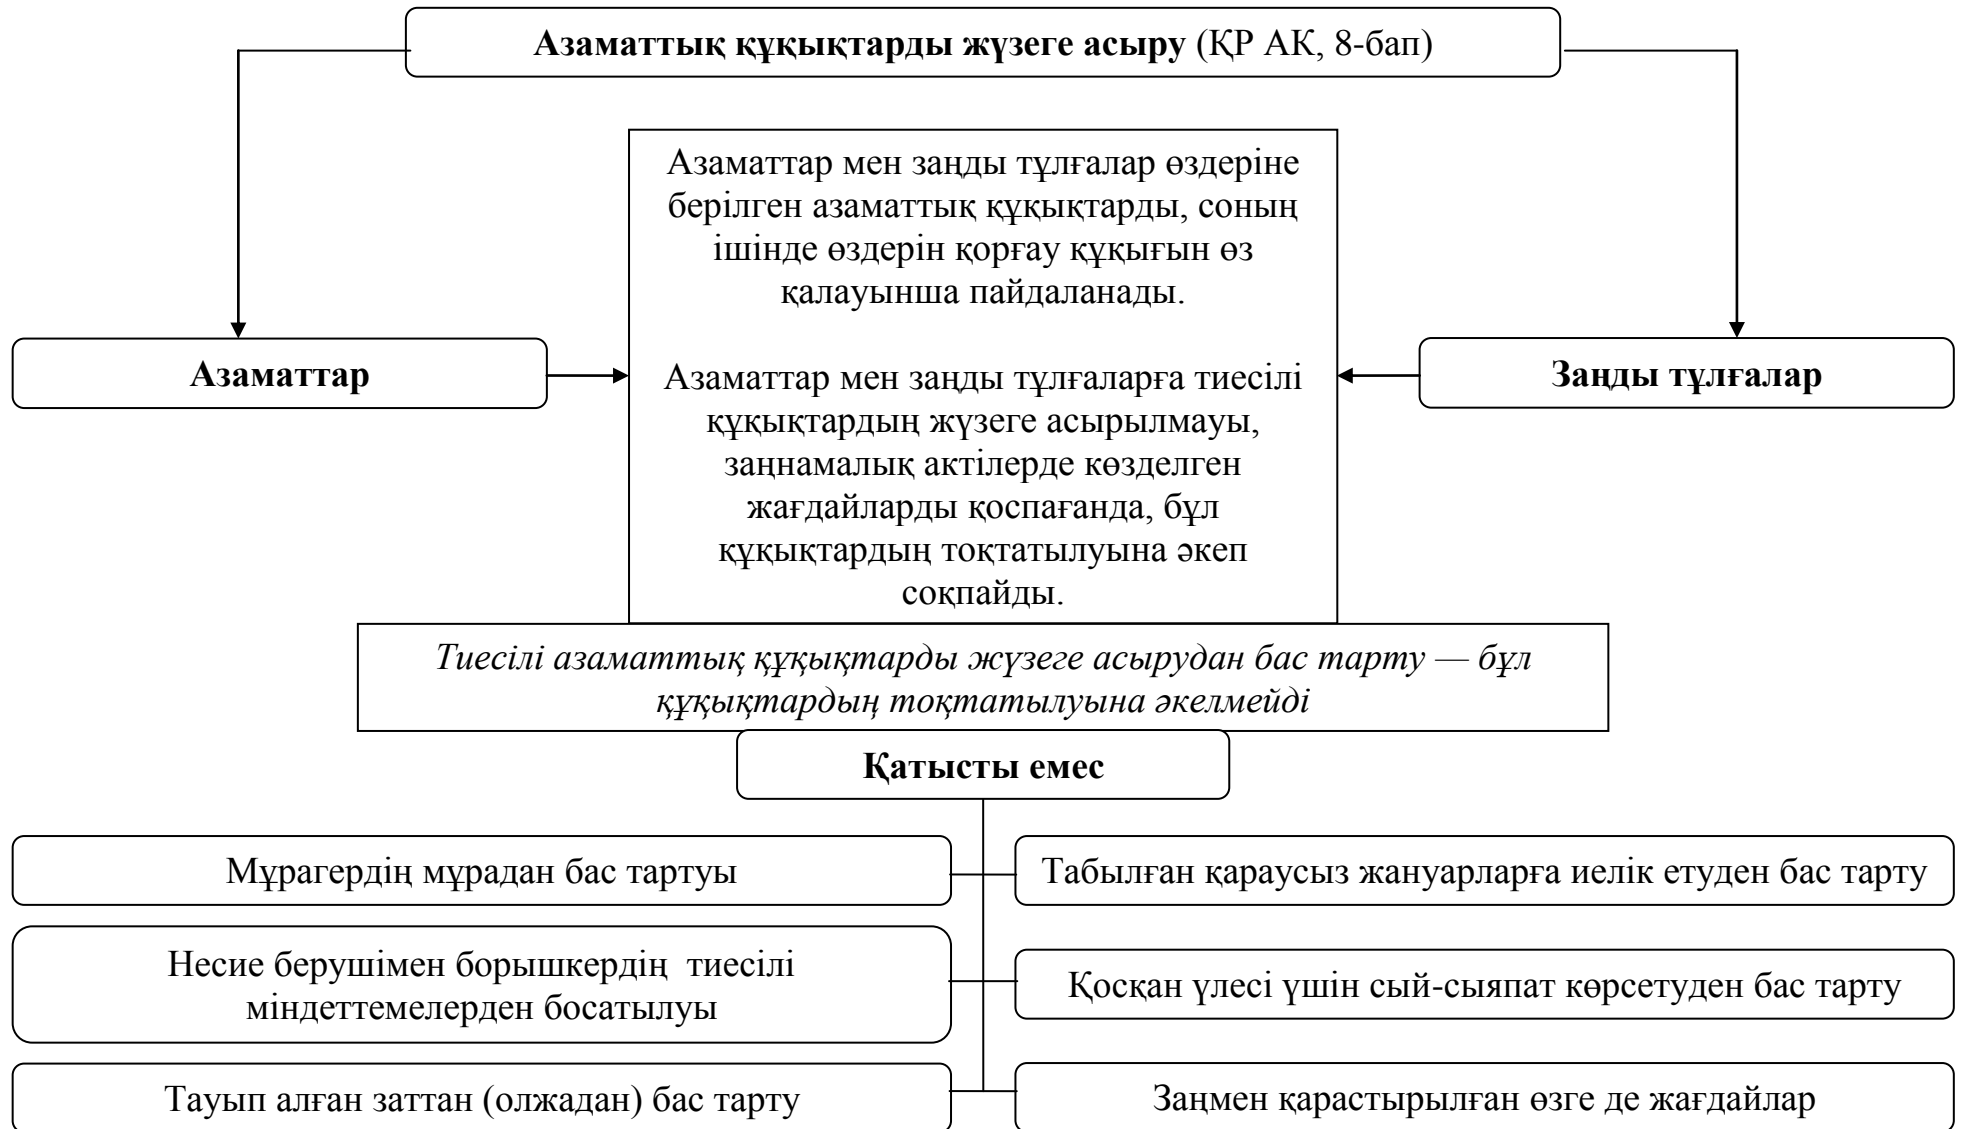 Азаматтық құқықтарды жүзеге асыру (ҚР АК, 8-бап)
Азаматтар мен заңды тұлғалар өздеріне
берілген азаматтық құқықтарды, соның
ішінде өздерін қорғау құқығын өз
қалауынша пайдаланады.
Азаматтар мен заңды тұлғаларға тиесілі
құқықтардың жүзеге асырылмауы,
заңнамалық актілерде көзделген
жағдайларды қоспағанда, бұл
құқықтардың тоқтатылуына әкеп
соқпайды.
Азаматтар
Заңды тұлғалар
Тиесілі азаматтық құқықтарды жүзеге асырудан бас тарту — бұл
құқықтардың тоқтатылуына әкелмейді
Қатысты емес
Мұрагердің мұрадан бас тартуы
Табылған қараусыз жануарларға иелік етуден бас тарту
Несие берушімен борышкердің тиесілі
міндеттемелерден босатылуы
Қосқан үлесі үшін сый-сыяпат көрсетуден бас тарту
Тауып алған заттан (олжадан) бас тарту
Заңмен қарастырылған өзге де жағдайлар